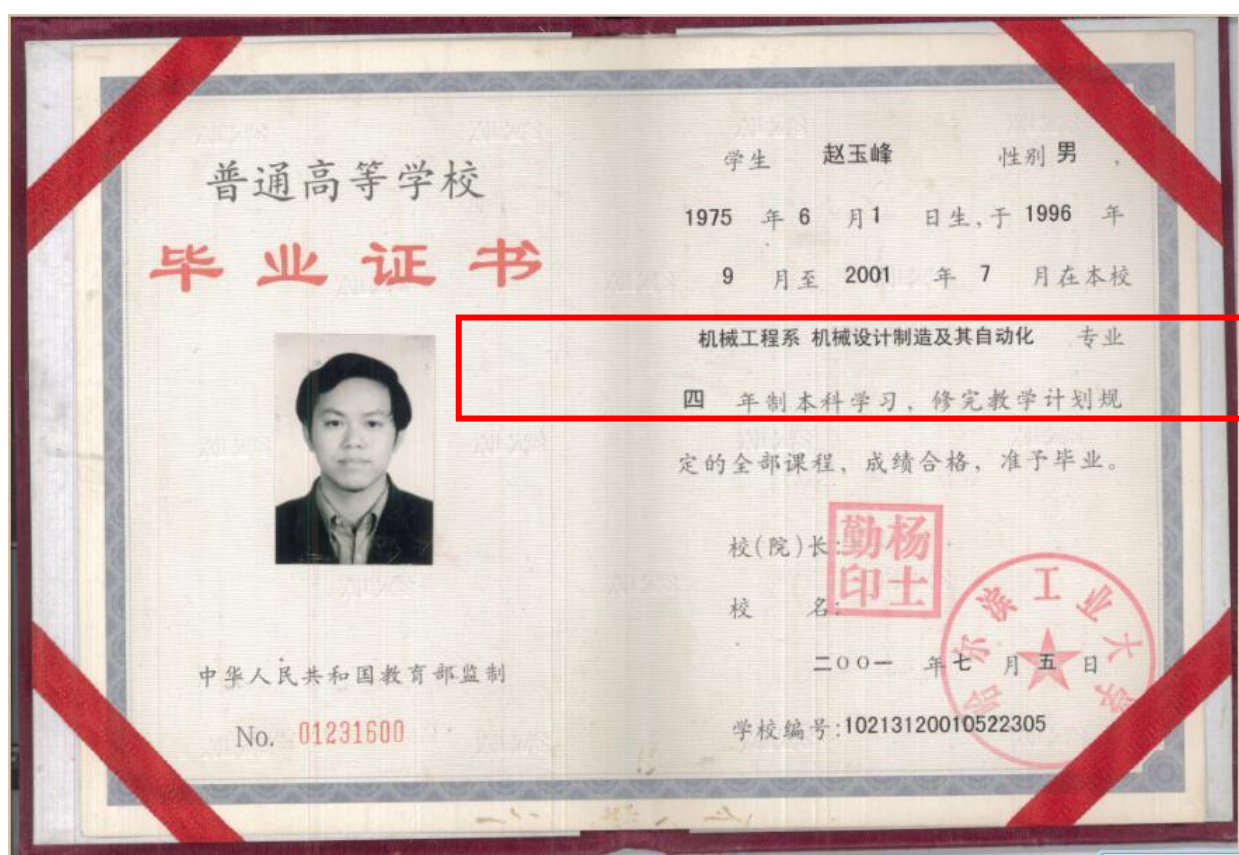 普通高等学校
毕业证书
中华人民共和国教育部监制
No. 01231600
学生 赵玉峰 性别 男 ,
1975 年 6 月 1 日生,于 1996 年
9 月至 2001 年 7 月在本校
机械工程系 机械设计制造及其自动化 专业
四 年制本科学习，修完教学计划规
定的全部课程，成绩合格，准予毕业。
校(院)长:
杨士勤印
校 名:
哈尔滨工业大学
二〇〇一 年 七 月 五 日
学校编号:10213120010522305